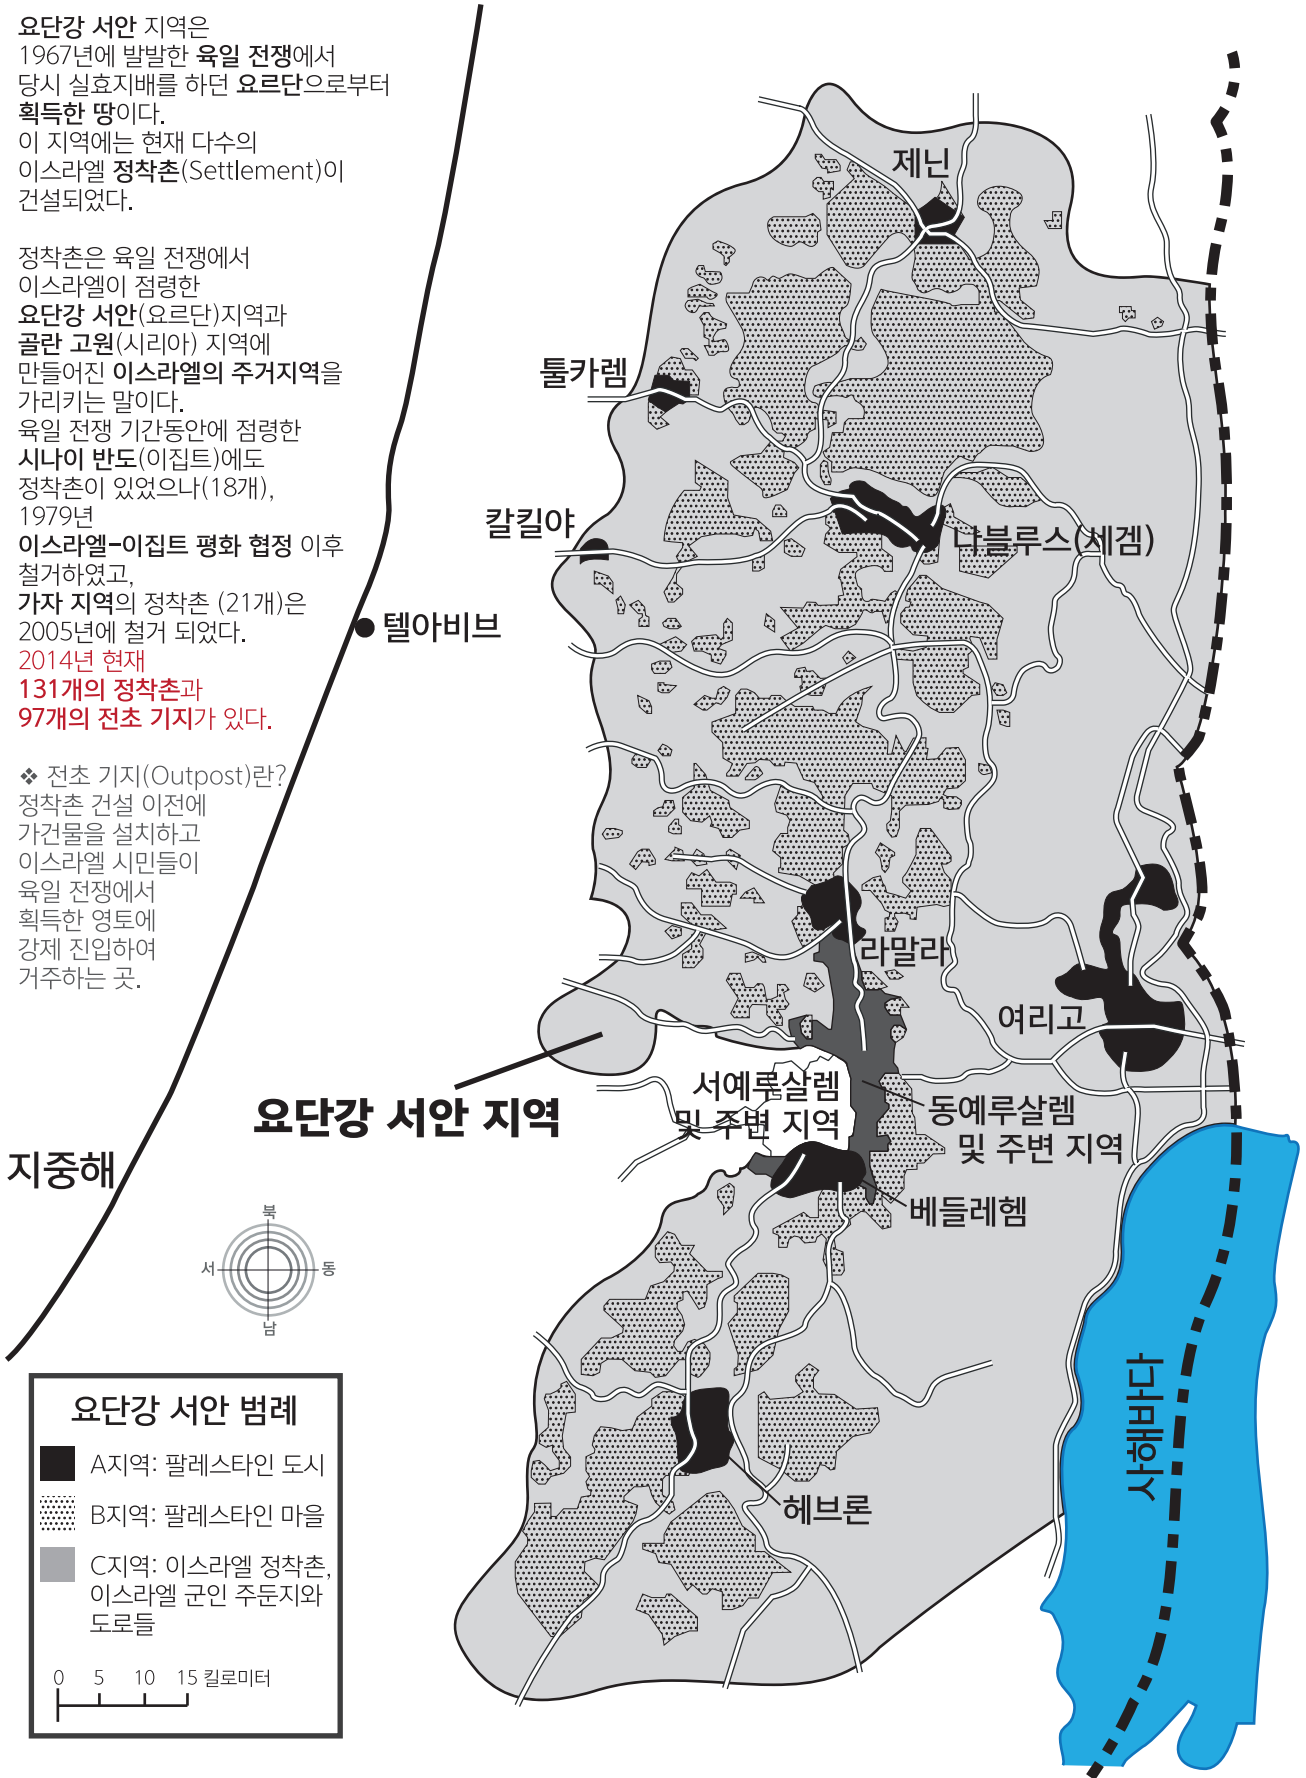 요단강 서안 지역은
1967년에 발발한 육일 전쟁에서
당시 실효지배를 하던 요르단으로부터
획득한 땅이다.
이 지역에는 현재 다수의
이스라엘 정착촌(Settlement)이
건설되었다.
정착촌은 육일 전쟁에서
이스라엘이 점령한
요단강 서안(요르단)지역과
골란 고원(시리아) 지역에
만들어진 이스라엘의 주거지역을
가리키는 말이다.
육일 전쟁 기간동안에 점령한
시나이 반도(이집트)에도
정착촌이 있었으나(18개),
1979년
이스라엘-이집트 평화 협정 이후
철거하였고,
가자 지역의 정착촌 (21개)은
2005년에 철거 되었다.
2014년 현재
131개의 정착촌과
97개의 전초 기지가 있다.
❖ 전초 기지(Outpost)란?
정착촌 건설 이전에
가건물을 설치하고
이스라엘 시민들이
육일 전쟁에서
획득한 영토에
강제 진입하여
거주하는 곳.
제닌
툴카렘
칼킬야
나블루스(세겜)
텔아비브
라말라
여리고
서예루살렘
및 주변 지역
동예루살렘
및 주변 지역
요단강 서안 지역
지중해
베들레헴
북
서
동
남
헤브론
사해바다
요단강 서안 범례
A지역: 팔레스타인 도시
B지역: 팔레스타인 마을
C지역: 이스라엘 정착촌,
이스라엘 군인 주둔지와
도로들
0 5 10 15 킬로미터